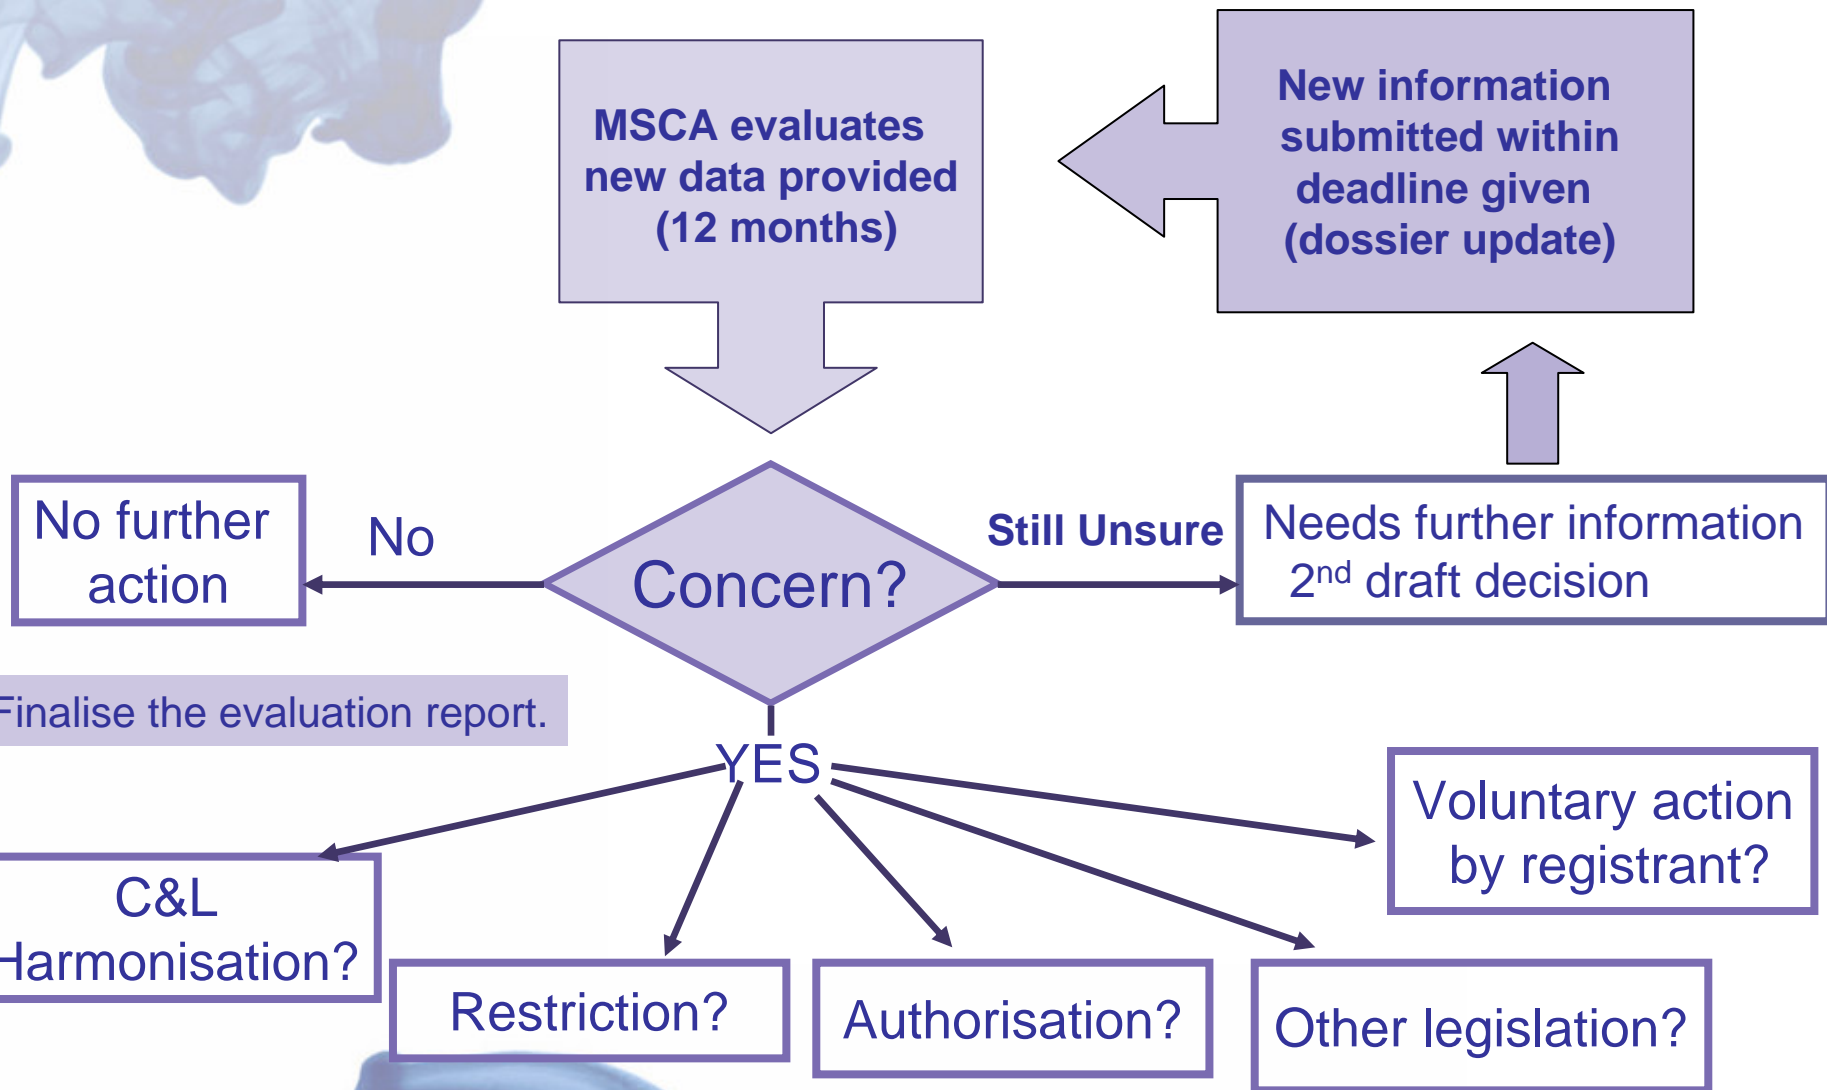 MSCA evaluates
new data provided
(12 months)
New information
submitted within
deadline given
(dossier update)
No further
action
No
Concern?
Still Unsure
Needs further information
2nd draft decision
Finalise the evaluation report.
YES
Voluntary action
by registrant?
C&L
Harmonisation?
Restriction?
Authorisation?
Other legislation?